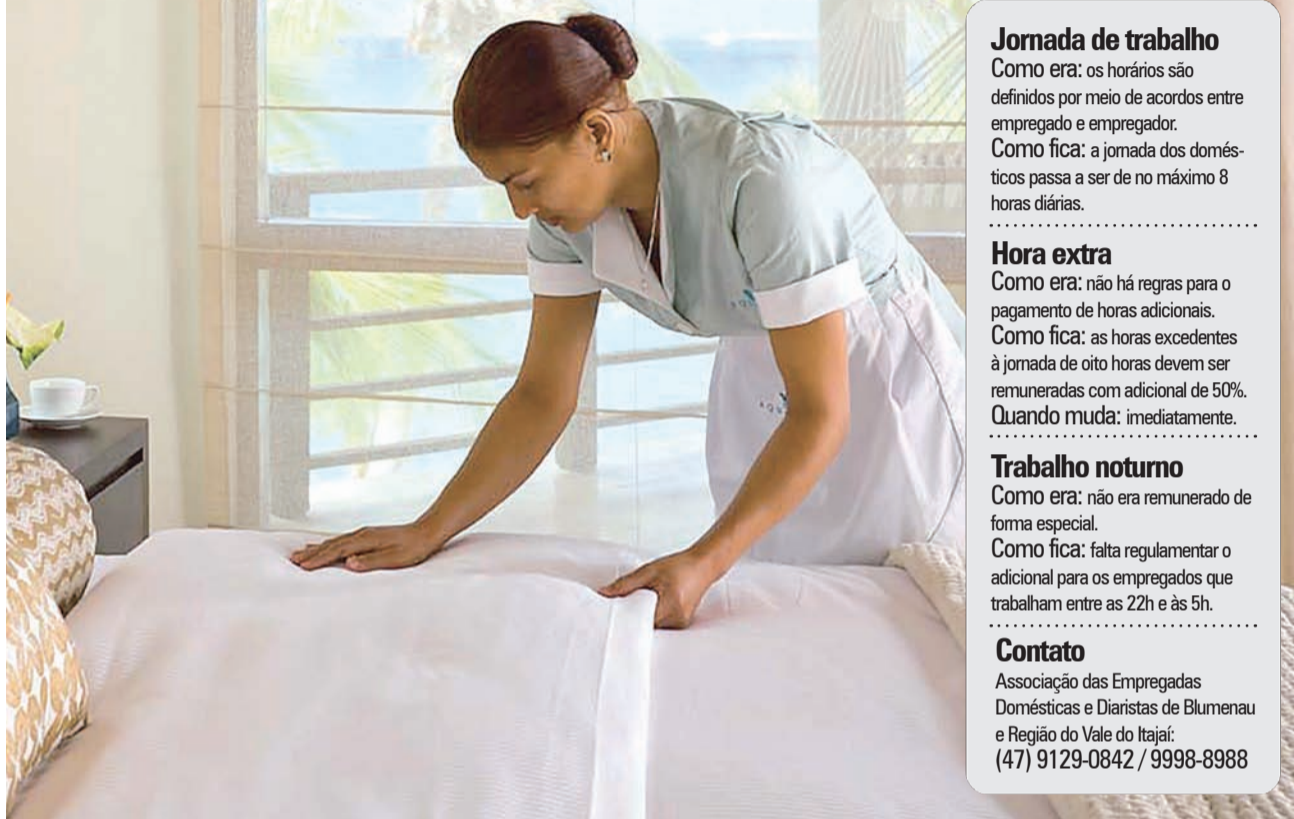 Jornada de trabalho
Como era: os horários são
definidos por meio de acordos entre
empregado e empregador.
Como fica: a jornada dos domés-
ticos passa a ser de no máximo 8
horas diárias.
Hora extra
Como era: não há regras para o
pagamento de horas adicionais.
Como fica: as horas excedentes
à jornada de oito horas devem ser
remuneradas com adicional de 50%.
Quando muda: imediatamente.
Trabalho noturno
Como era: não era remunerado de
forma especial.
Como fica: falta regulamentar o
adicional para os empregados que
trabalham entre as 22h e às 5h.
Contato
Associação das Empregadas
Domésticas e Diaristas de Blumenau
e Região do Vale do Itajaí:
(47) 9129-0842 / 9998-8988